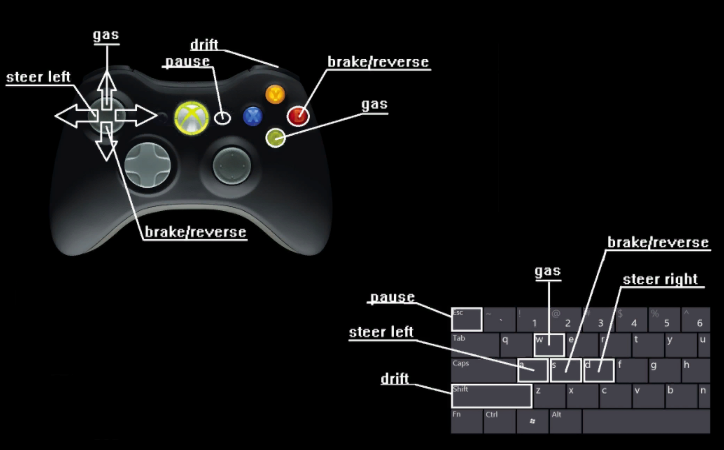 gas
drift
pause
brake/reverse
steer left
gas
brake/reverse
brake/reverse
gas
steer right
pause
steer left
drift
Esc ~ ` ! 1 @ 2 # 3 $ 4 % 5 ^ 6
Tab q w e r t y u
Caps a s d f g h
Shift z x c v b n
Fn Ctrl Alt
X
Y
X